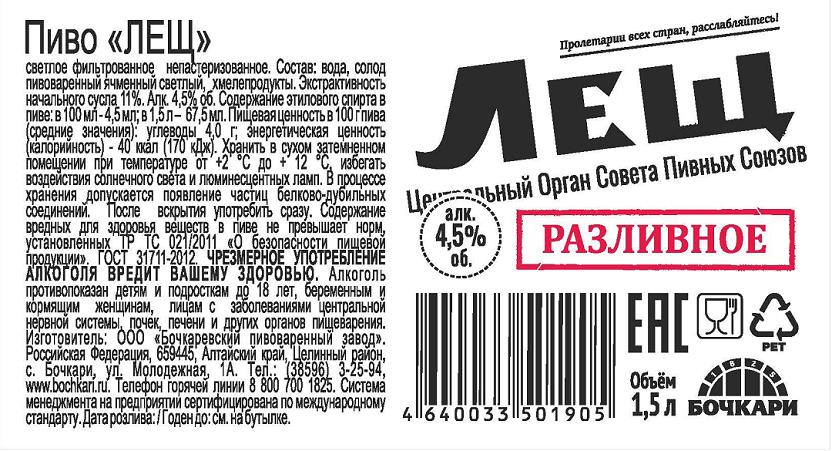 Пиво «ЛЕЩ»
светлое фильтрованное непастеризованное. Состав: вода, солод
пивоваренный ячменный светлый, хмелепродукты. Экстрактивность
начального сусла 11%. Алк. 4,5% об. Содержание этилового спирта в
пиве: в 100 мл - 4,5 мл; в 1,5 л – 67,5 мл. Пищевая ценность в 100 г пива
(средние значения): углеводы 4,0 г; энергетическая ценность
(калорийность) - 40 ккал (170 кДж). Хранить в сухом затемненном
помещении при температуре от +2 °С до + 12 °С, избегать
воздействия солнечного света и люминесцентных ламп. В процессе
хранения допускается появление частиц белково-дубильных
соединений. После вскрытия употребить сразу. Содержание
вредных для здоровья веществ в пиве не превышает норм,
установленных ТР ТС 021/2011 «О безопасности пищевой
продукции». ГОСТ 31711-2012. ЧРЕЗМЕРНОЕ УПОТРЕБЛЕНИЕ
АЛКОГОЛЯ ВРЕДИТ ВАШЕМУ ЗДОРОВЬЮ. Алкоголь
противопоказан детям и подросткам до 18 лет, беременным и
кормящим женщинам, лицам с заболеваниями центральной
нервной системы, почек, печени и других органов пищеварения.
Изготовитель: ООО «Бочкаревский пивоваренный завод».
Российская Федерация, 659445, Алтайский край, Целинный район,
с. Бочкари, ул. Молодежная, 1А. Тел.: (38596) 3-25-94,
www.bochkari.ru. Телефон горячей линии 8 800 700 1825. Система
менеджмента на предприятии сертифицирована по международному
стандарту. Дата розлива: / Годен до: см. на бутылке.
Пролетарии всех стран, расслабляйтесь!
ЛЕЩ
Центральный Орган Совета Пивных Союзов
алк.
4,5%
об.
РАЗЛИВНОЕ
4 640033 501905
EAC
PET
Объём
1,5 л
1825
БОЧКАРИ